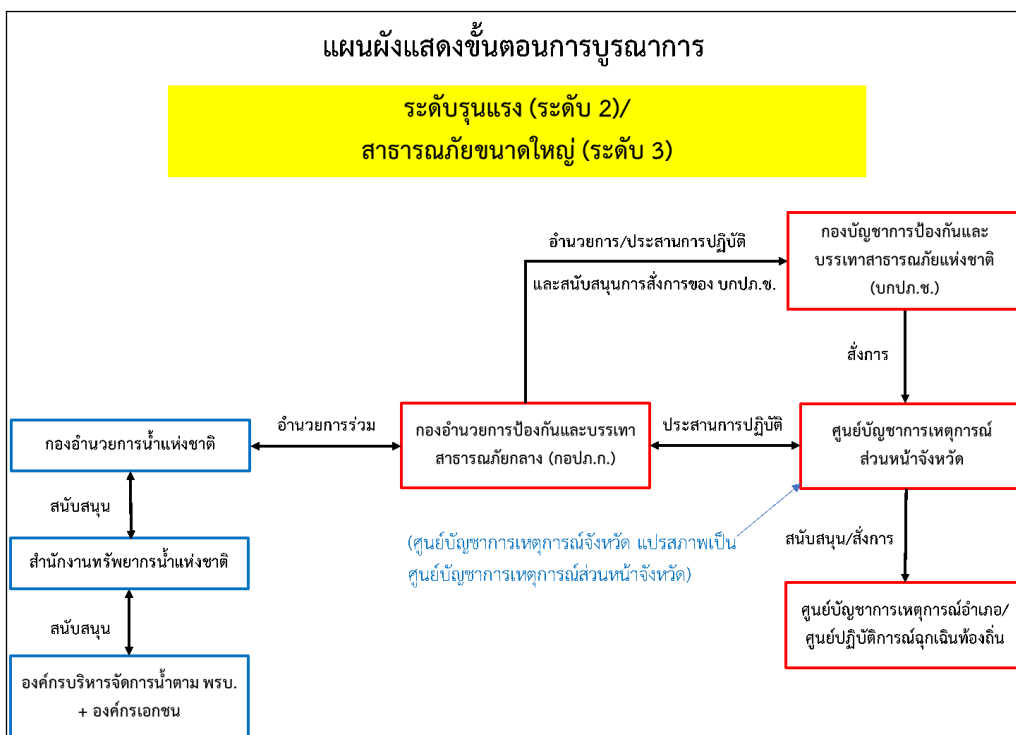 แผนผังแสดงขั้นตอนการบูรณาการ
ระดับรุนแรง (ระดับ 2)/
สาธารณภัยขนาดใหญ่ (ระดับ 3)
อำนวยการ/ประสานการปฏิบัติ
และสนับสนุนการสั่งการของ บกปภ.ช.
กองบัญชาการป้องกันและ
บรรเทาสาธารณภัยแห่งชาติ
(บกปภ.ช.)
สั่งการ
กองอำนวยการน้ำแห่งชาติ
อำนวยการร่วม
กองอำนวยการป้องกันและบรรเทา
สาธารณภัยกลาง (กอปภ.ก.)
ประสานการปฏิบัติ
ศูนย์บัญชาการเหตุการณ์
ส่วนหน้าจังหวัด
สนับสนุน
สำนักงานทรัพยากรน้ำแห่งชาติ
(ศูนย์บัญชาการเหตุการณ์จังหวัด แปรสภาพเป็น
ศูนย์บัญชาการเหตุการณ์ส่วนหน้าจังหวัด)
สนับสนุน/สั่งการ
สนับสนุน
ศูนย์บัญชาการเหตุการณ์อำเภอ/
ศูนย์ปฏิบัติการณ์ฉุกเฉินท้องถิ่น
องค์กรบริหารจัดการน้ำตาม พรบ.
+ องค์กรเอกชน